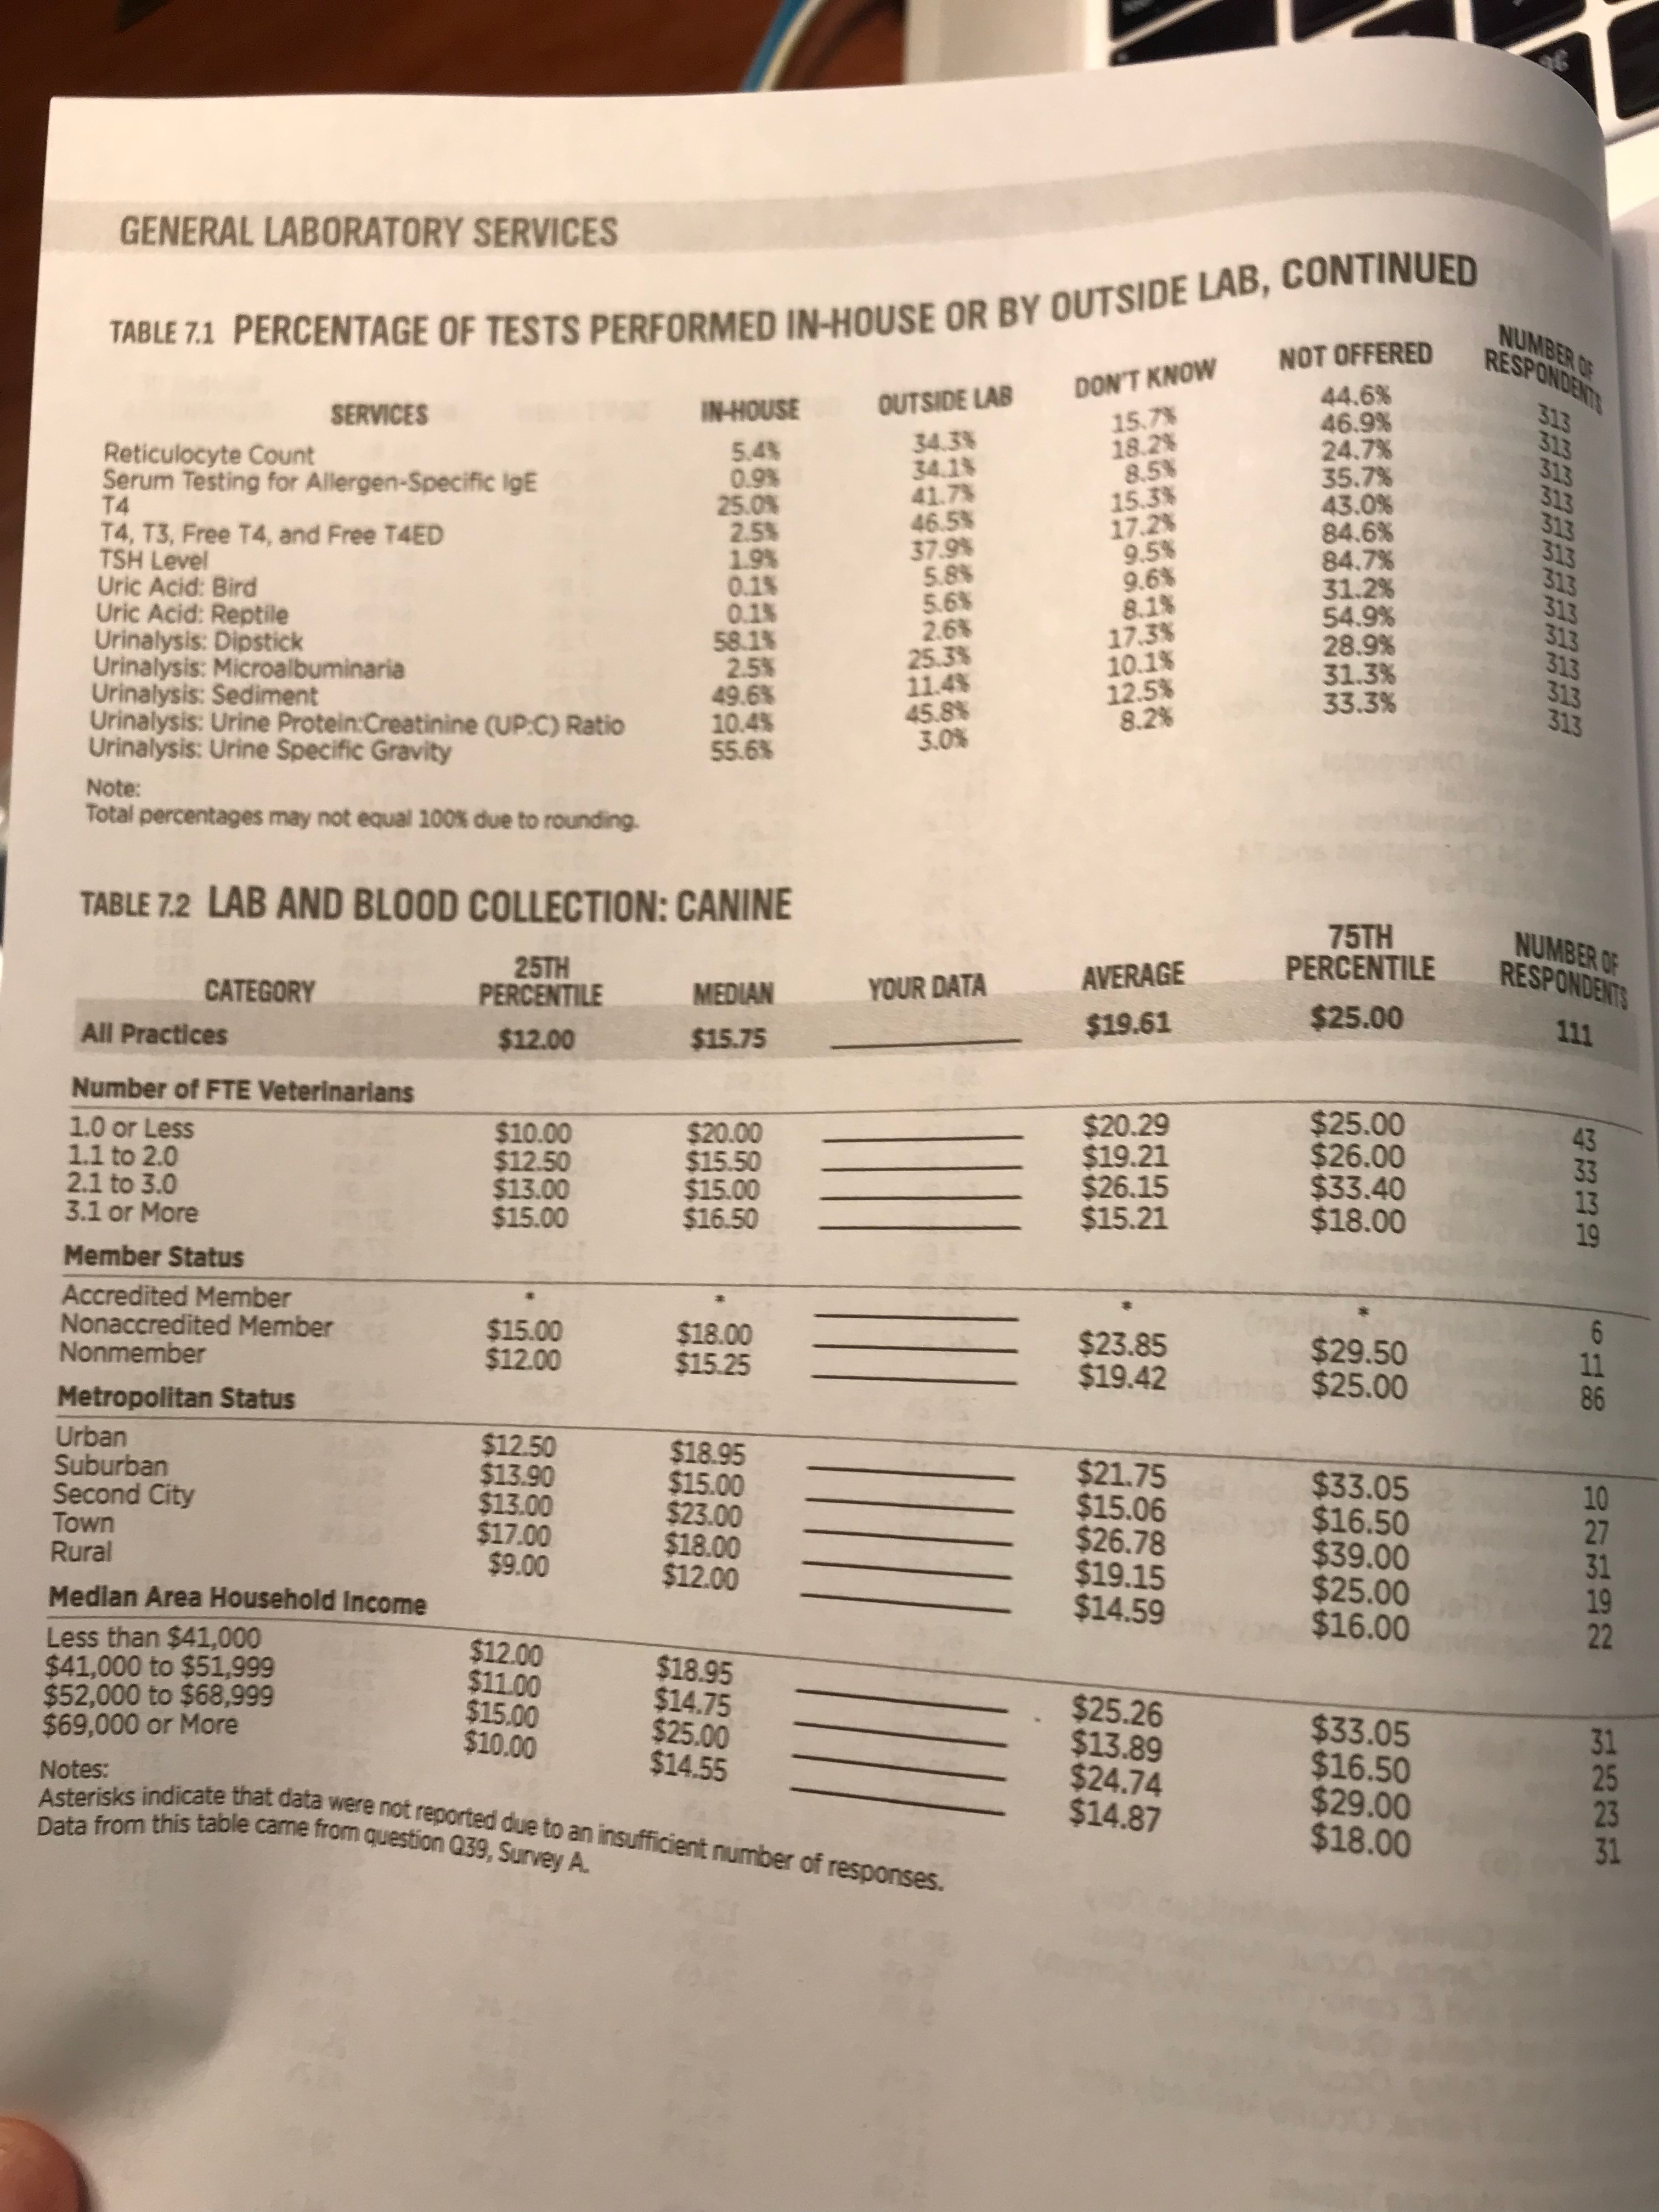 GENERAL LABORATORY SERVICES
TABLE 7.1 PERCENTAGE OF TESTS PERFORMED IN-HOUSE OR BY OUTSIDE LAB, CONTINUED
SERVICES IN-HOUSE OUTSIDE LAB DON'T KNOW NOT OFFERED NUMBER OF RESPONDENTS
Reticulocyte Count 5.4% 34.3% 15.7% 44.6% 313
Serum Testing for Allergen-Specific IgE 0.9% 34.1% 18.2% 46.9% 313
T4 25.0% 41.7% 8.5% 24.7% 313
T4, T3, Free T4, and Free T4ED 2.5% 46.5% 15.3% 35.7% 313
TSH Level 1.9% 37.9% 17.2% 43.0% 313
Uric Acid: Bird 0.1% 5.8% 9.5% 84.6% 313
Uric Acid: Reptile 0.1% 5.6% 9.6% 84.7% 313
Urinalysis: Dipstick 58.1% 2.6% 8.1% 31.2% 313
Urinalysis: Microalbuminaria 2.5% 25.3% 17.3% 54.9% 313
Urinalysis: Sediment 49.6% 11.4% 10.1% 28.9% 313
Urinalysis: Urine Protein:Creatinine (UP:C) Ratio 10.4% 45.8% 12.5% 31.3% 313
Urinalysis: Urine Specific Gravity 55.6% 3.0% 8.2% 33.3% 313
Note:
Total percentages may not equal 100% due to rounding.
TABLE 7.2 LAB AND BLOOD COLLECTION: CANINE
CATEGORY 25TH PERCENTILE MEDIAN YOUR DATA AVERAGE 75TH PERCENTILE NUMBER OF RESPONDENTS
All Practices $12.00 $15.75 $19.61 $25.00 111
Number of FTE Veterinarians
1.0 or Less $10.00 $20.00 $20.29 $25.00 43
1.1 to 2.0 $12.50 $15.50 $19.21 $26.00 33
2.1 to 3.0 $13.00 $15.00 $26.15 $33.40 13
3.1 or More $15.00 $16.50 $15.21 $18.00 19
Member Status
Accredited Member * * * * 6
Nonaccredited Member $15.00 $18.00 $23.85 $29.50 11
Nonmember $12.00 $15.25 $19.42 $25.00 86
Metropolitan Status
Urban $12.50 $18.95 $21.75 $33.05 10
Suburban $13.90 $15.00 $15.06 $16.50 27
Second City $13.00 $23.00 $26.78 $39.00 31
Town $17.00 $18.00 $19.15 $25.00 19
Rural $9.00 $12.00 $14.59 $16.00 22
Median Area Household Income
Less than $41,000 $12.00 $18.95 $25.26 $33.05 31
$41,000 to $51,999 $11.00 $14.75 $13.89 $16.50 25
$52,000 to $68,999 $15.00 $25.00 $24.74 $29.00 23
$69,000 or More $10.00 $14.55 $14.87 $18.00 31
Notes:
Asterisks indicate that data were not reported due to an insufficient number of responses.
Data from this table came from question Q39, Survey A.